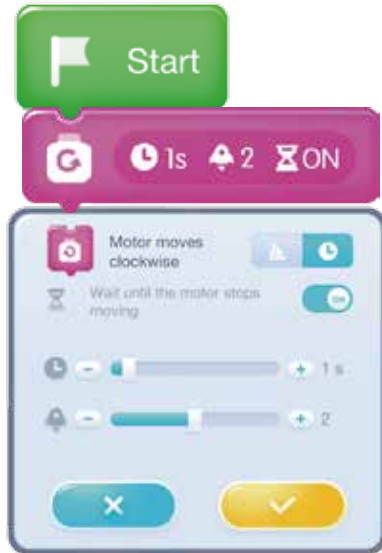 Start
1s 2 ON
Motor moves
clockwise
Wait until the motor stops
moving
ON
- + 1 s
- + 2